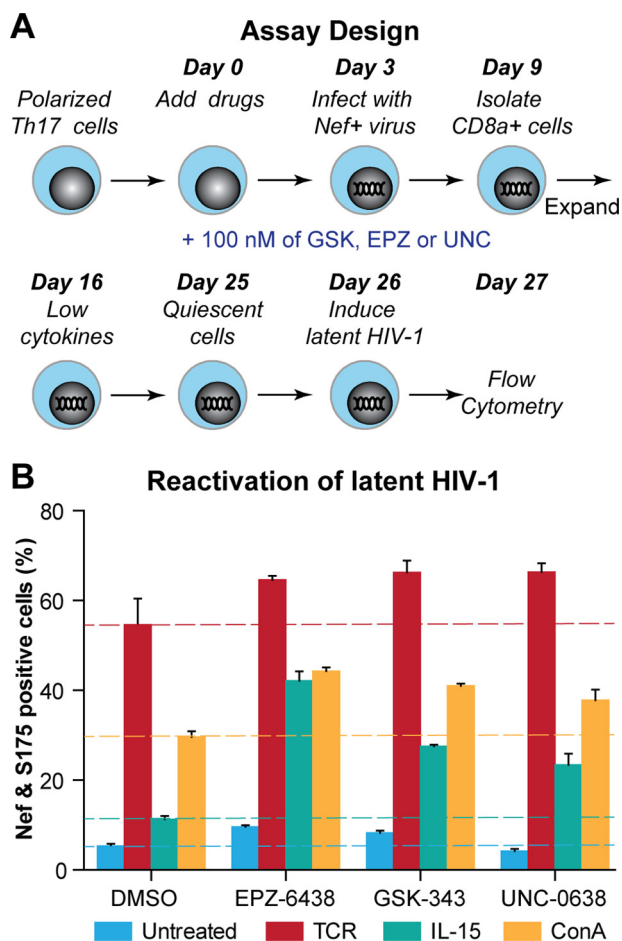 A
Assay Design
Day 0
Day 3
Day 9
Polarized
Th17 cells
Add drugs
Infect with
Nef+ virus
Isolate
CD8a+ cells
Expand
+ 100 nM of GSK, EPZ or UNC
Day 16
Day 25
Day 26
Day 27
Low
cytokines
Quiescent
cells
Induce
latent HIV-1
Flow
Cytometry
B
Reactivation of latent HIV-1
Nef & S175 positive cells (%)
80
60
40
20
0
DMSO
EPZ-6438
GSK-343
UNC-0638
Untreated
TCR
IL-15
ConA